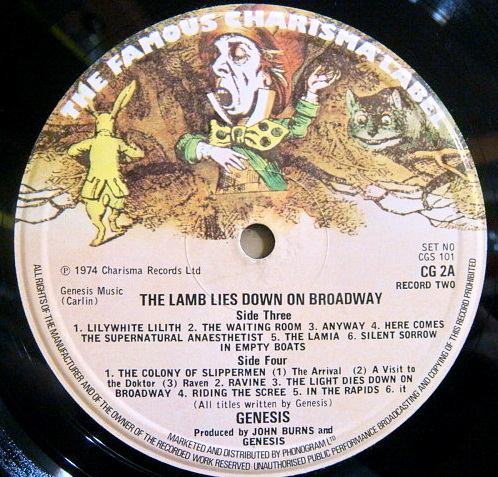 THE FAMOUS CHARISMA LABEL
SET NO
CGS 101
CG 2A
RECORD TWO
℗ 1974 Charisma Records Ltd
Genesis Music
(Carlin)
THE LAMB LIES DOWN ON BROADWAY
Side Three
1. LILYWHITE LILITH 2. THE WAITING ROOM 3. ANYWAY 4. HERE COMES
THE SUPERNATURAL ANAESTHETIST 5. THE LAMIA 6. SILENT SORROW
IN EMPTY BOATS
Side Four
1. THE COLONY OF SLIPPERMEN (1) The Arrival (2) A Visit to
the Doktor (3) Raven 2. RAVINE 3. THE LIGHT DIES DOWN ON
BROADWAY 4. RIDING THE SCREE 5. IN THE RAPIDS 6. it
(All titles written by Genesis)
GENESIS
Produced by JOHN BURNS and
GENESIS
MARKETED AND DISTRIBUTED BY PHONOGRAM LTD
ALL RIGHTS OF THE MANUFACTURER AND OF THE OWNER OF THE RECORDED WORK RESERVED · UNAUTHORISED PUBLIC PERFORMANCE BROADCASTING AND COPYING OF THIS RECORD PROHIBITED